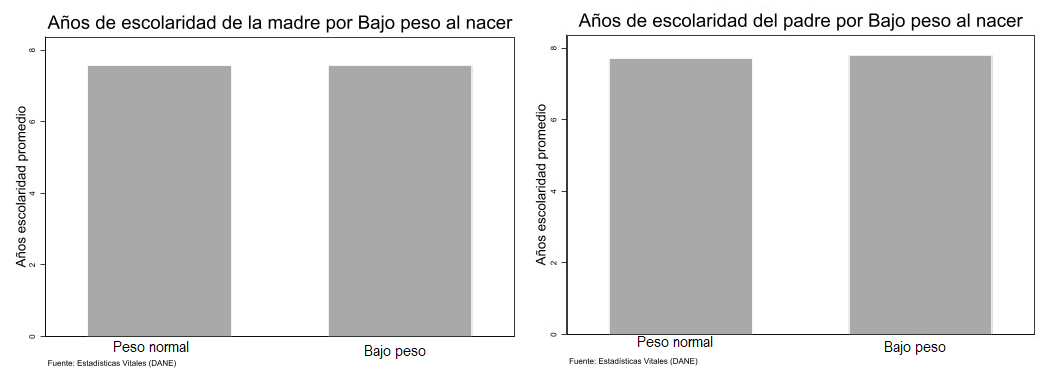 Años de escolaridad de la madre por Bajo peso al nacer
Años escolaridad promedio
8
6
4
2
0
Peso normal
Bajo peso
Fuente: Estadísticas Vitales (DANE)
Años de escolaridad del padre por Bajo peso al nacer
Años escolaridad promedio
8
6
4
2
0
Peso normal
Bajo peso
Fuente: Estadísticas Vitales (DANE)